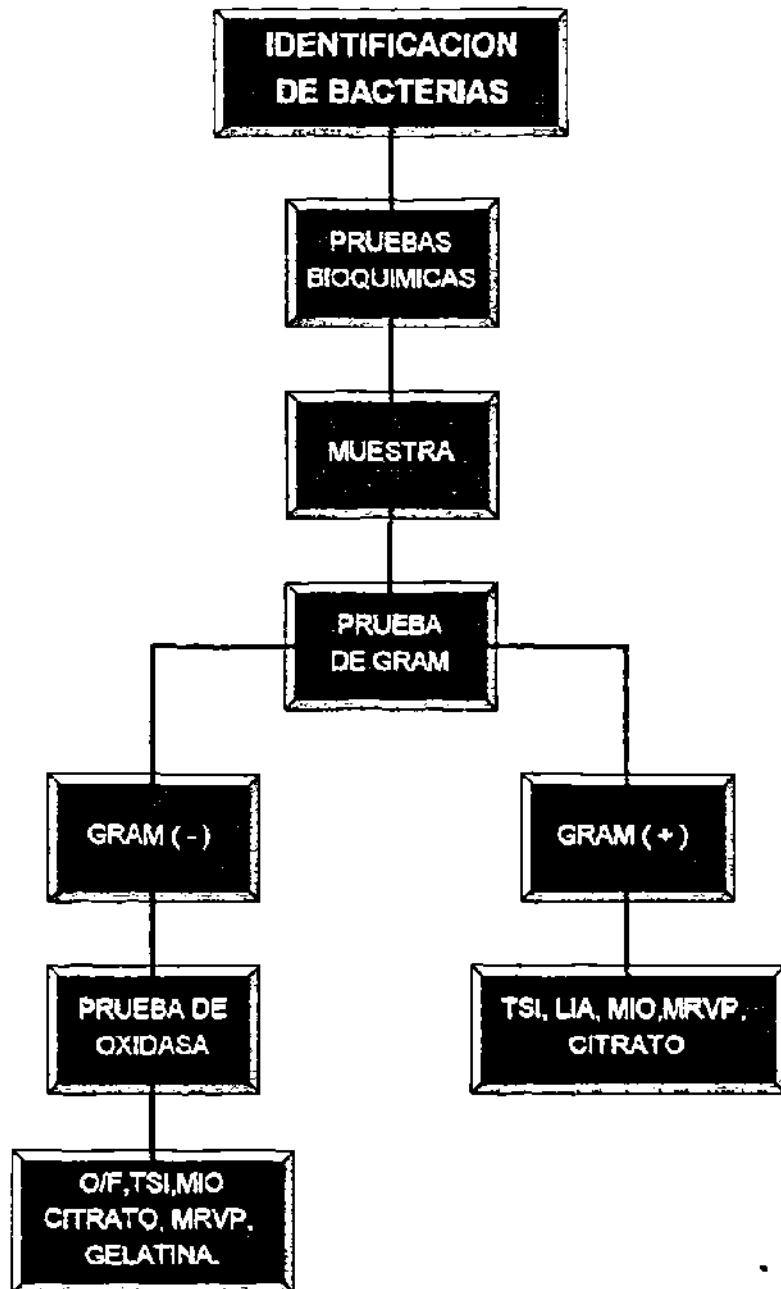 IDENTIFICACION
DE BACTERIAS
PRUEBAS
BIOQUIMICAS
MUESTRA
PRUEBA
DE GRAM
GRAM ( - )
GRAM ( + )
PRUEBA DE
OXIDASA
TSI, LIA, MIO,MRVP,
CITRATO
O/F,TSI,MIO
CITRATO, MRVP,
GELATINA.